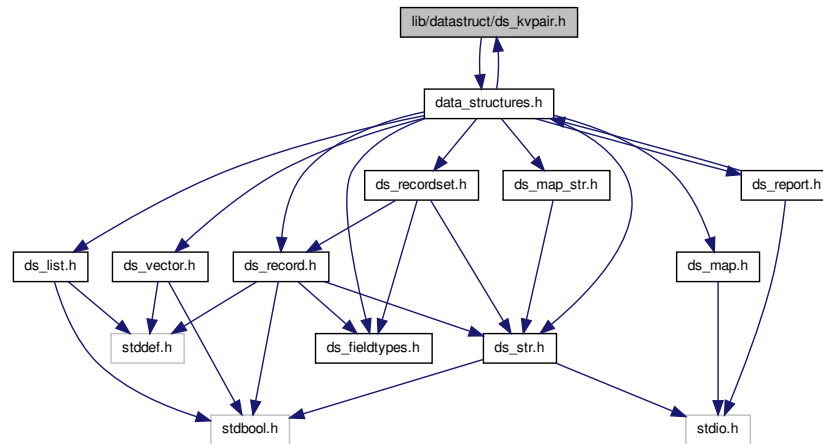 lib/datastruct/ds_kvpair.h
data_structures.h
ds_recordset.h
ds_map_str.h
ds_report.h
ds_list.h
ds_vector.h
ds_record.h
ds_map.h
stddef.h
ds_fieldtypes.h
ds_str.h
stdbool.h
stdio.h